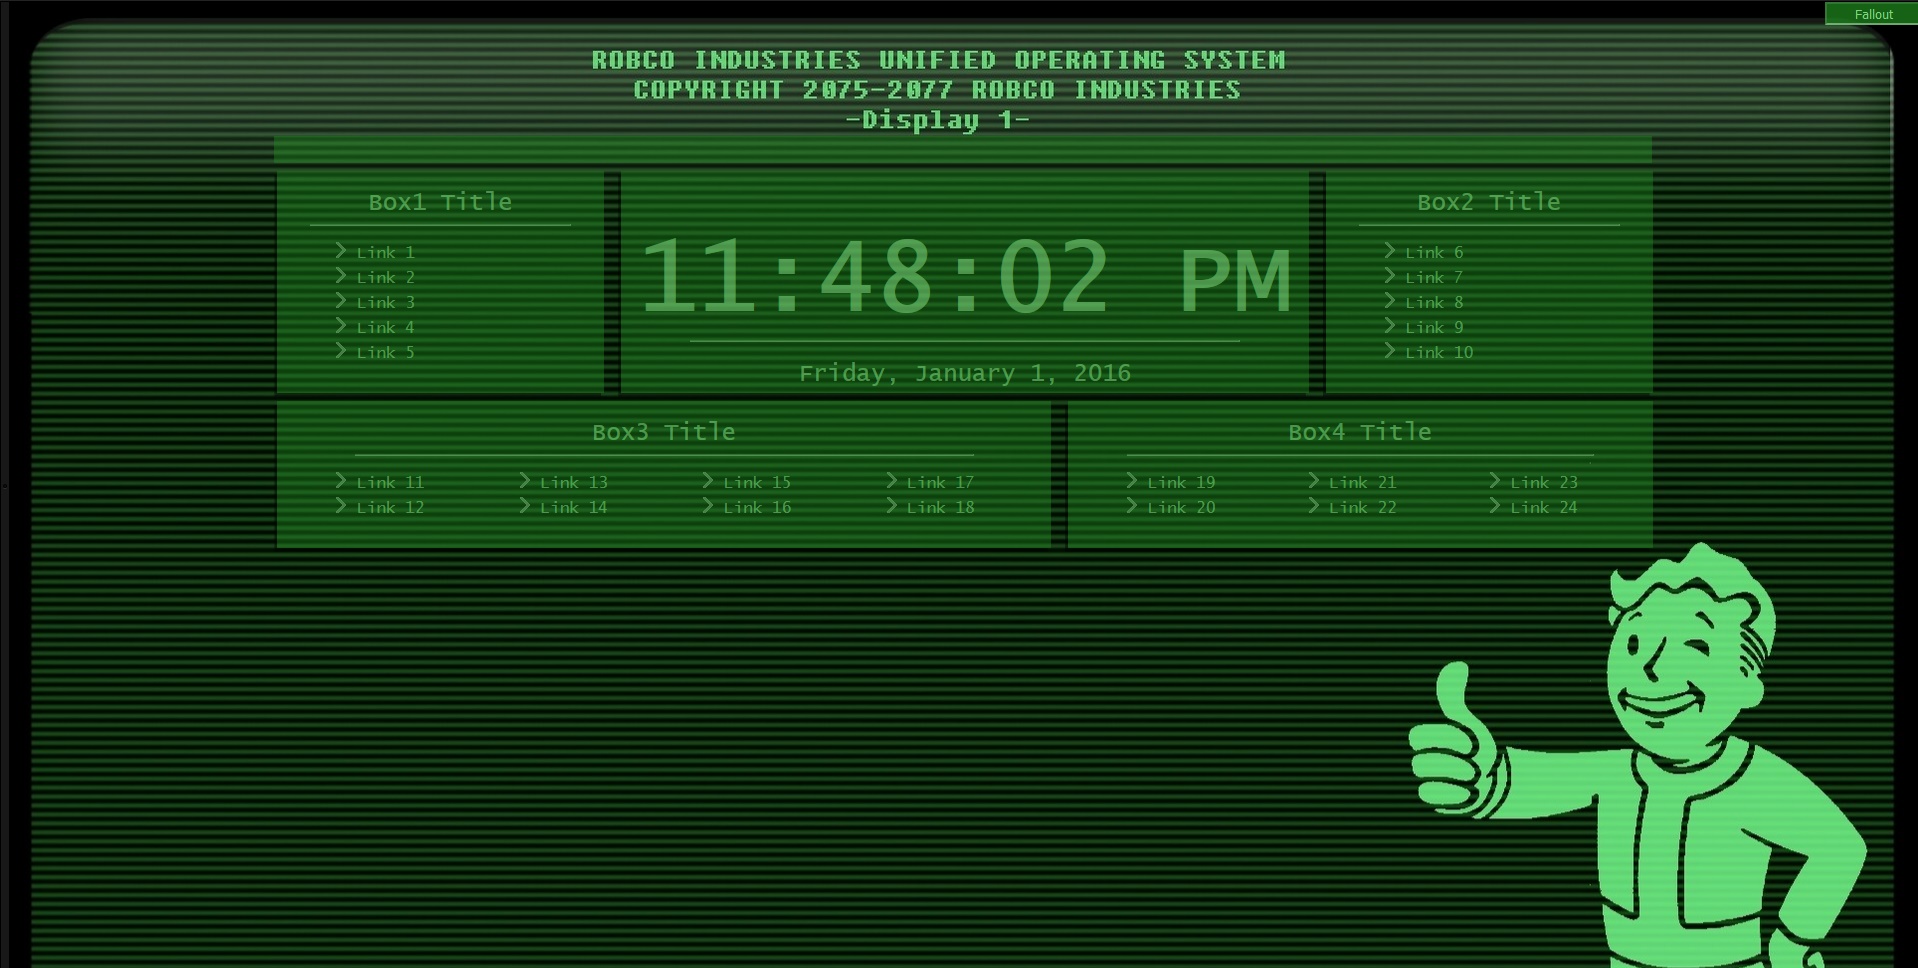 Fallout
ROBCO INDUSTRIES UNIFIED OPERATING SYSTEM
COPYRIGHT 2075-2077 ROBCO INDUSTRIES
-Display 1-
Box1 Title
Link 1
Link 2
Link 3
Link 4
Link 5
11:48:02 PM
Friday, January 1, 2016
Box2 Title
Link 6
Link 7
Link 8
Link 9
Link 10
Box3 Title
Link 11 Link 13 Link 15 Link 17
Link 12 Link 14 Link 16 Link 18
Box4 Title
Link 19 Link 21 Link 23
Link 20 Link 22 Link 24